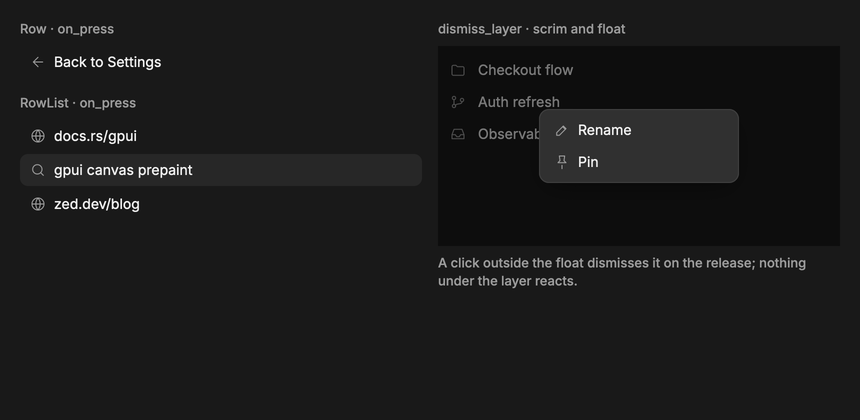 Row · on_press
Back to Settings
RowList · on_press
docs.rs/gpui
gpui canvas prepaint
zed.dev/blog
dismiss_layer · scrim and float
Checkout flow
Auth refresh
Observab
Rename
Pin
A click outside the float dismisses it on the release; nothing
under the layer reacts.